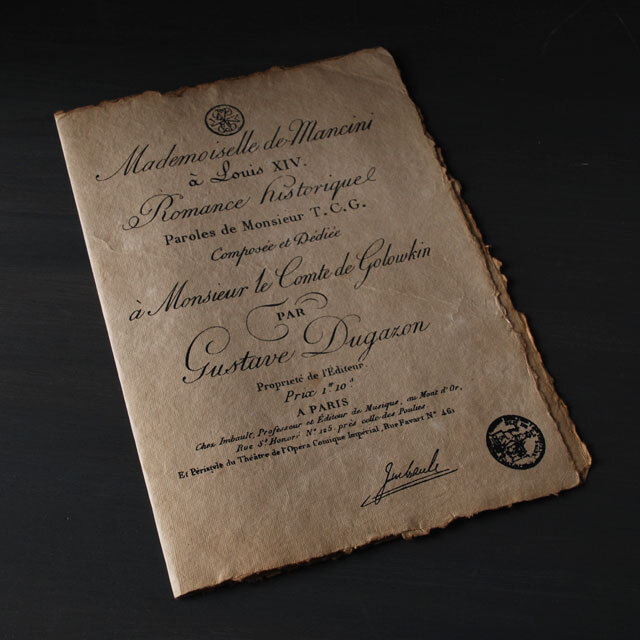 Mademoiselle de Mancini
à Louis XIV.
Romance historique
Paroles de Monsieur T.C.G.
Composée et Dédiée
à Monsieur le Comte de Golowkin
PAR
Gustave Dugazon
Proprieté de l'Éditeur
Prix 1# 10s
A PARIS
Chez Imbault, Professeur et Éditeur de Musique, au Mont d'Or,
Rue St Honoré No 125. près celle des Poulies.
Et Péristyle du Théâtre de l'Opera Comique Impérial, Rue Favart No 461
Imbault